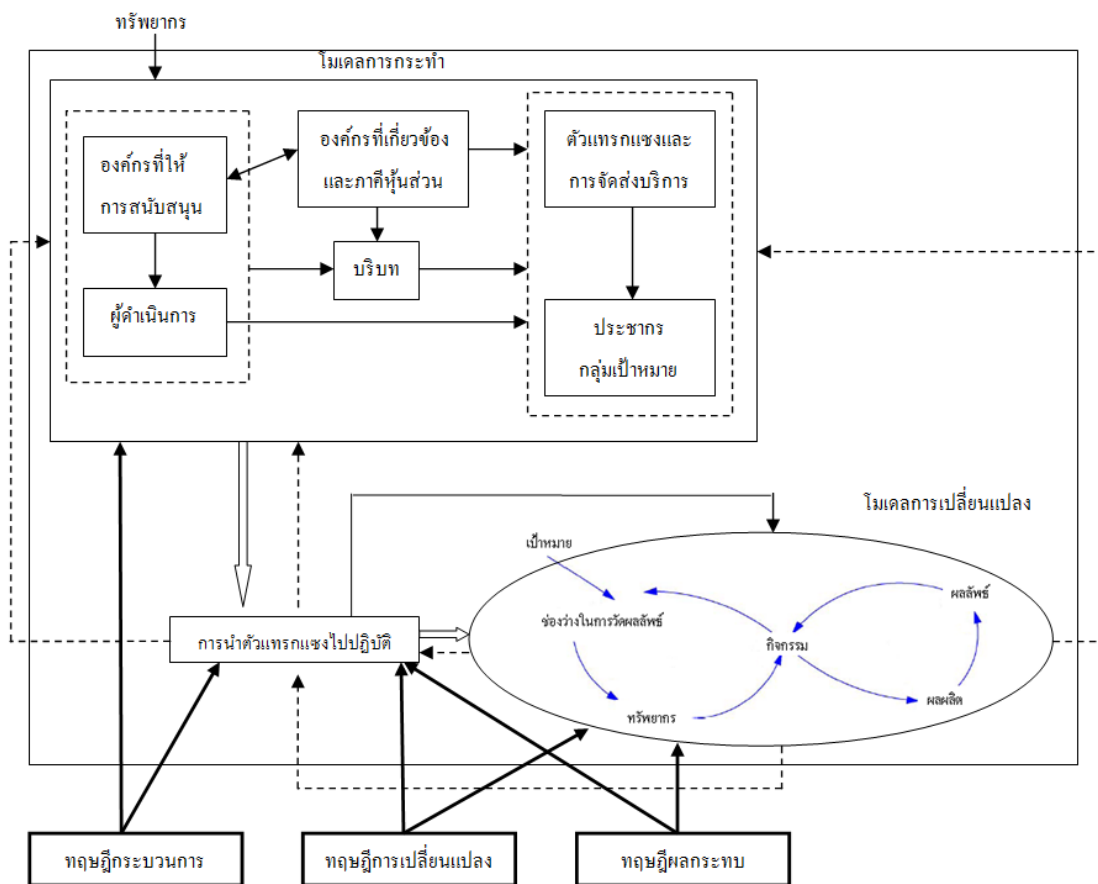 ทรัพยากร
โมเดลการกระทำ
องค์กรที่ให้
การสนับสนุน
องค์กรที่เกี่ยวข้อง
และภาคีหุ้นส่วน
ตัวแทรกแซงและ
การจัดส่งบริการ
บริบท
ผู้ดำเนินการ
ประชากร
กลุ่มเป้าหมาย
โมเดลการเปลี่ยนแปลง
เป้าหมาย
ผลลัพธ์
ช่องว่างในการวัดผลลัพธ์
กิจกรรม
การนำตัวแทรกแซงไปปฏิบัติ
ผลผลิต
ทรัพยากร
ทฤษฎีกระบวนการ
ทฤษฎีการเปลี่ยนแปลง
ทฤษฎีผลกระทบ